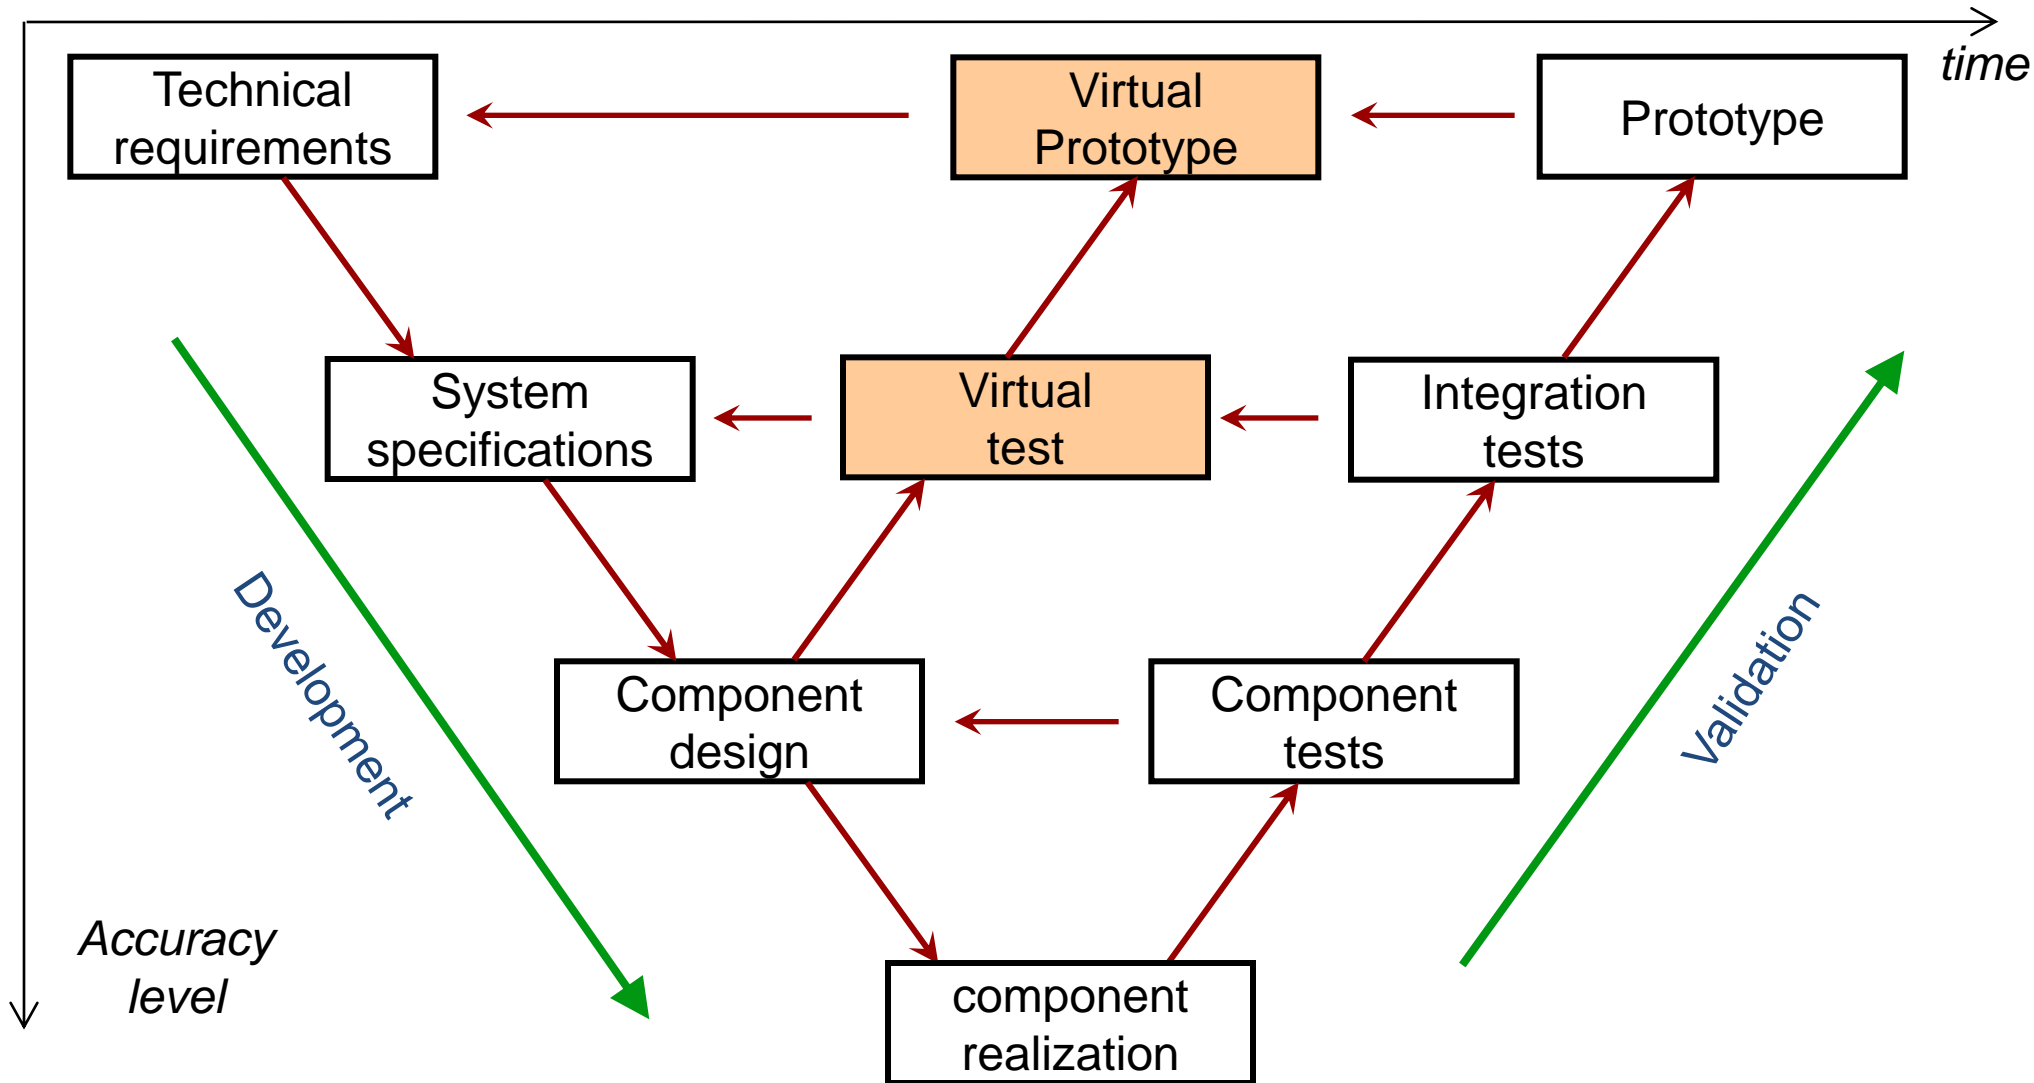 time
Technical
requirements
Virtual
Prototype
Prototype
System
specifications
Virtual
test
Integration
tests
Development
Validation
Component
design
Component
tests
Accuracy
level
component
realization